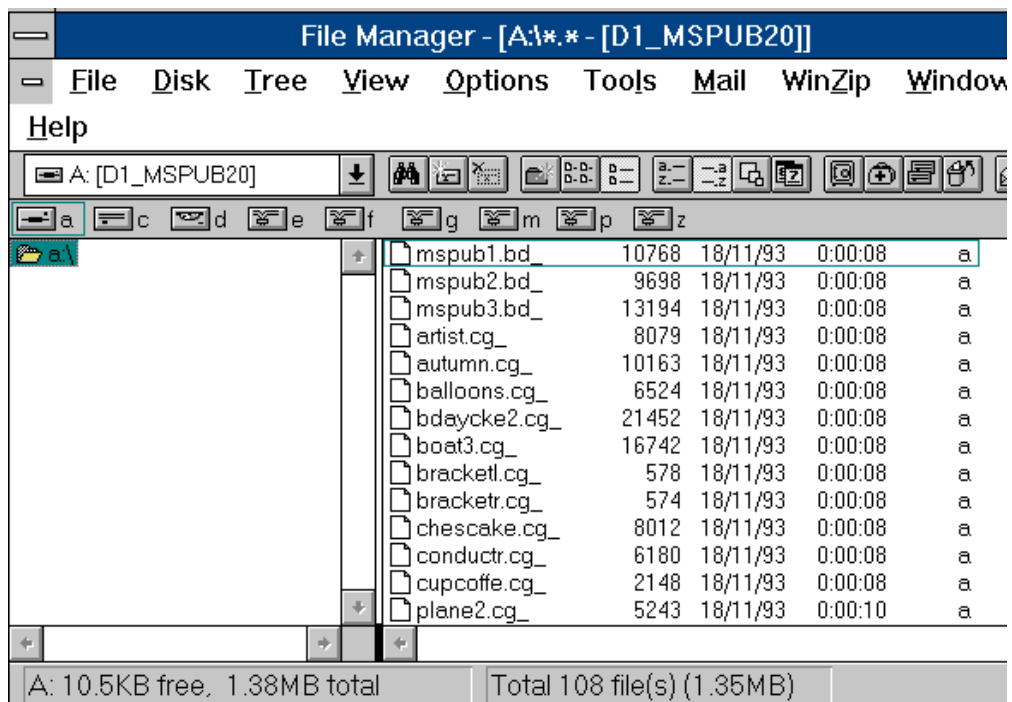 File Manager - [A:\*.* - [D1_MSPUB20]]
File Disk Tree View Options Tools Mail WinZip Window
Help
A: [D1_MSPUB20]
a c d e f g m p z
a:\
mspub1.bd_ 10768 18/11/93 0:00:08 a
mspub2.bd_ 9698 18/11/93 0:00:08 a
mspub3.bd_ 13194 18/11/93 0:00:08 a
artist.cg_ 8079 18/11/93 0:00:08 a
autumn.cg_ 10163 18/11/93 0:00:08 a
balloons.cg_ 6524 18/11/93 0:00:08 a
bdaycke2.cg_ 21452 18/11/93 0:00:08 a
boat3.cg_ 16742 18/11/93 0:00:08 a
bracketl.cg_ 578 18/11/93 0:00:08 a
bracketr.cg_ 574 18/11/93 0:00:08 a
chescake.cg_ 8012 18/11/93 0:00:08 a
conductr.cg_ 6180 18/11/93 0:00:08 a
cupcoffe.cg_ 2148 18/11/93 0:00:08 a
plane2.cg_ 5243 18/11/93 0:00:10 a
A: 10.5KB free, 1.38MB total
Total 108 file(s) (1.35MB)